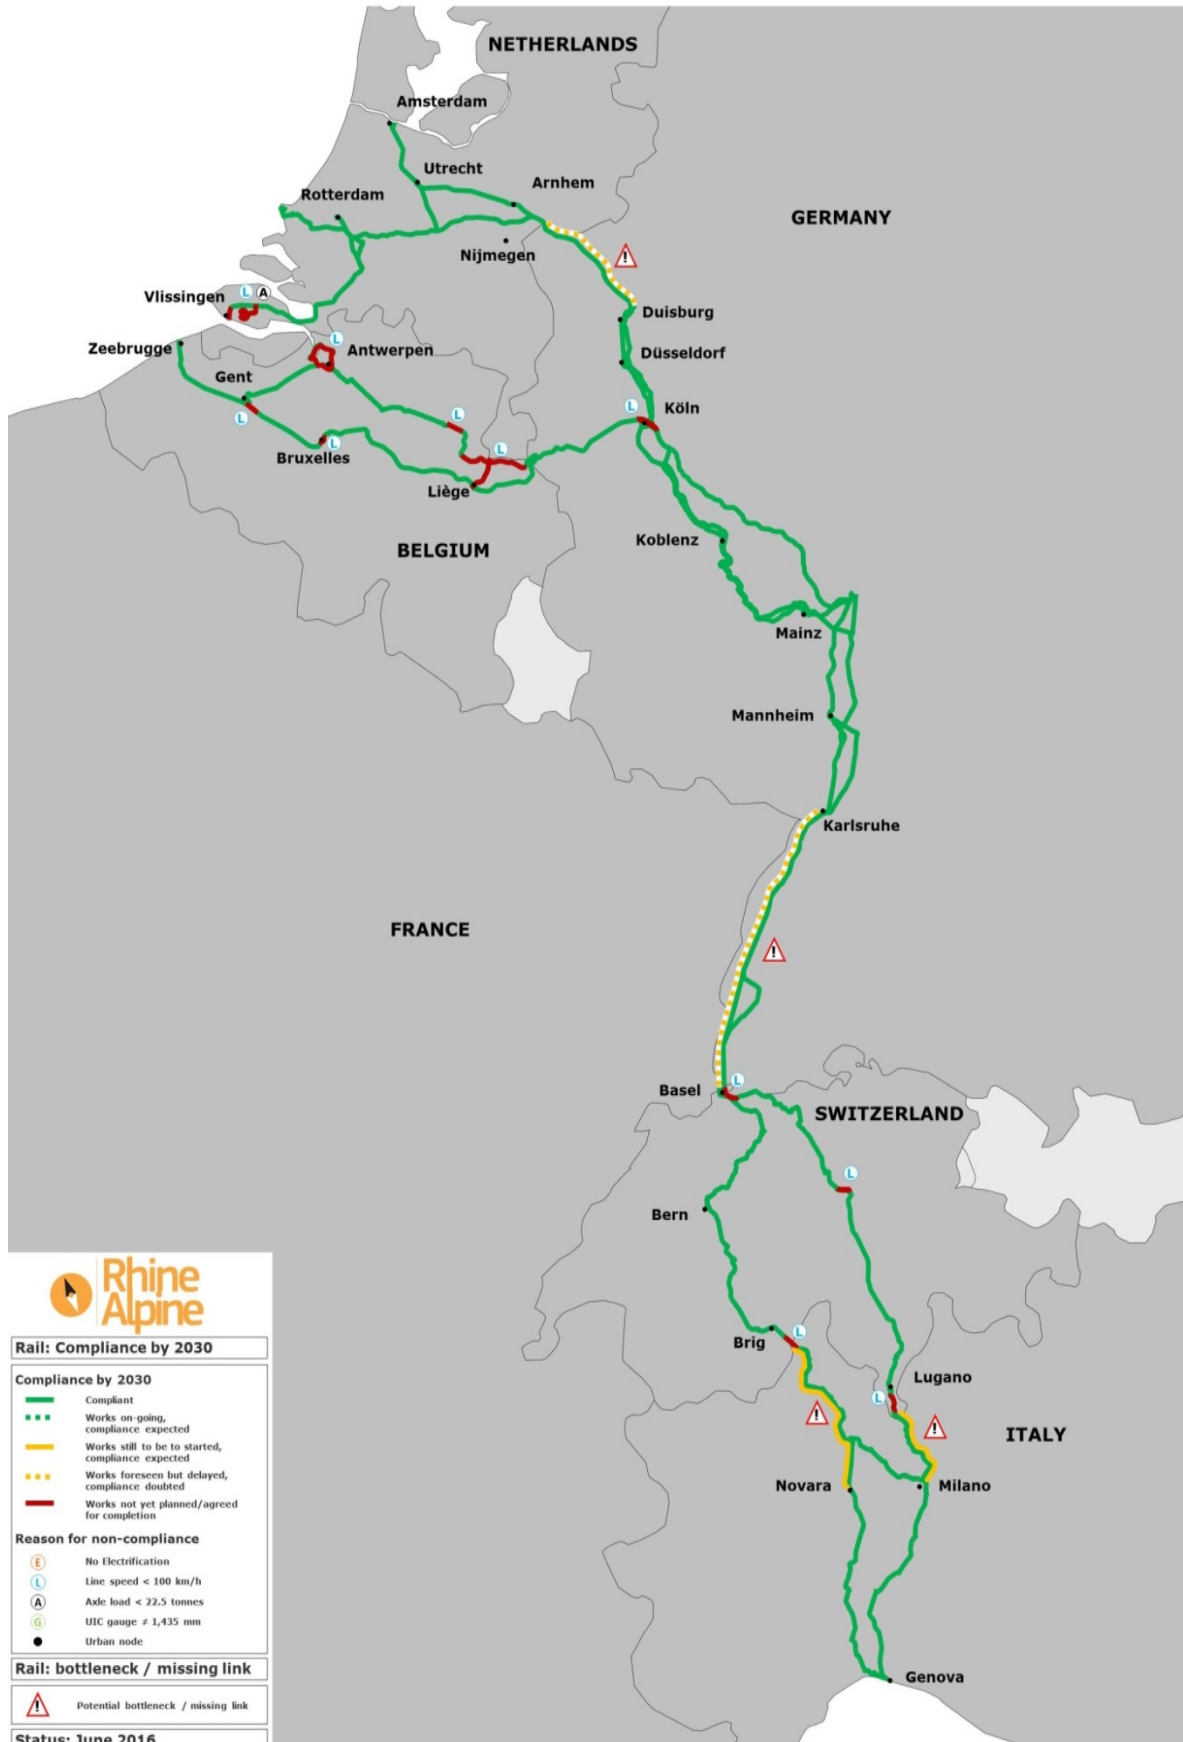 NETHERLANDS
Amsterdam
Utrecht
Arnhem
Rotterdam
GERMANY
Nijmegen
!
Vlissingen
L A
Duisburg
Zeebrugge
L
Antwerpen
Düsseldorf
Gent
L
Köln
L
L
L
L
Bruxelles
Liège
Koblenz
BELGIUM
Mainz
Mannheim
Karlsruhe
FRANCE
!
Basel
L
SWITZERLAND
L
Bern
L
Brig
Lugano
L
!
!
ITALY
Novara
Milano
Genova
Rhine
Alpine
Rail: Compliance by 2030
Compliance by 2030
Compliant
Works on-going,
compliance expected
Works still to be to started,
compliance expected
Works foreseen but delayed,
compliance doubted
Works not yet planned/agreed
for completion
Reason for non-compliance
E No Electrification
L Line speed < 100 km/h
A Axle load < 22.5 tonnes
G UIC gauge ≠ 1,435 mm
Urban node
Rail: bottleneck / missing link
! Potential bottleneck / missing link
Status: June 2016